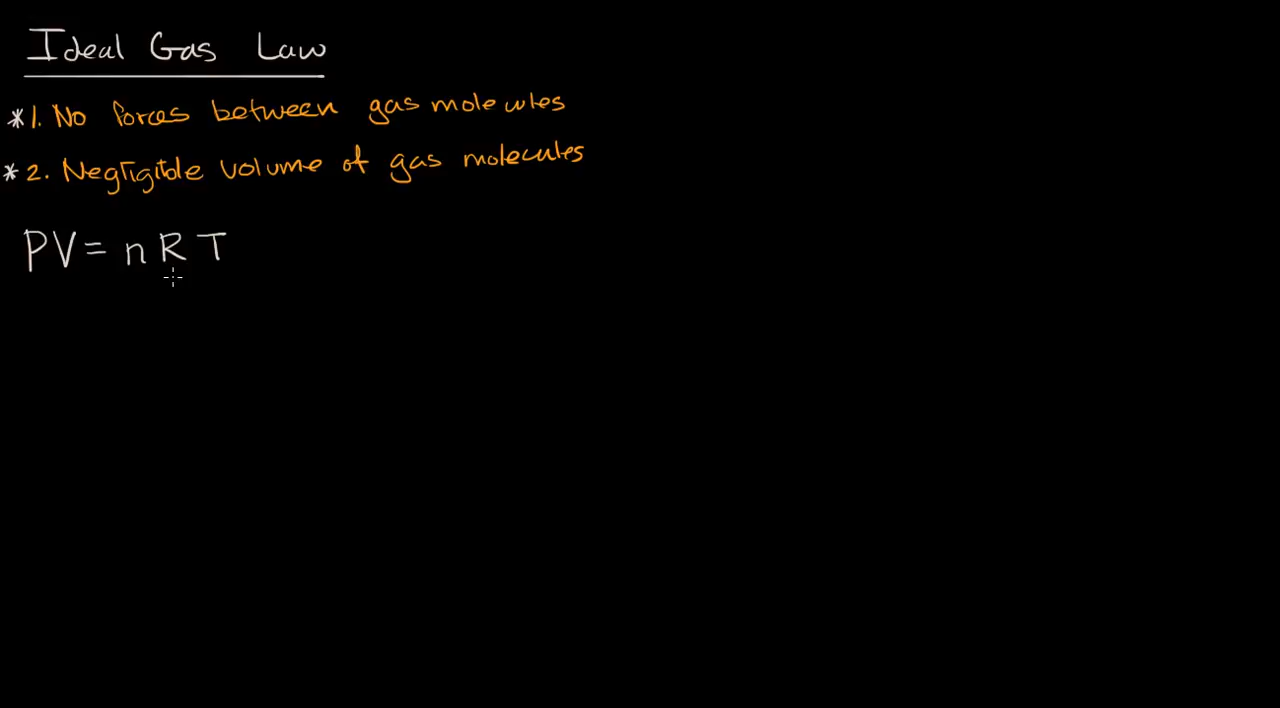 Ideal Gas Law
*1. No forces between gas molecules
*2. Negligible volume of gas molecules
PV = nRT